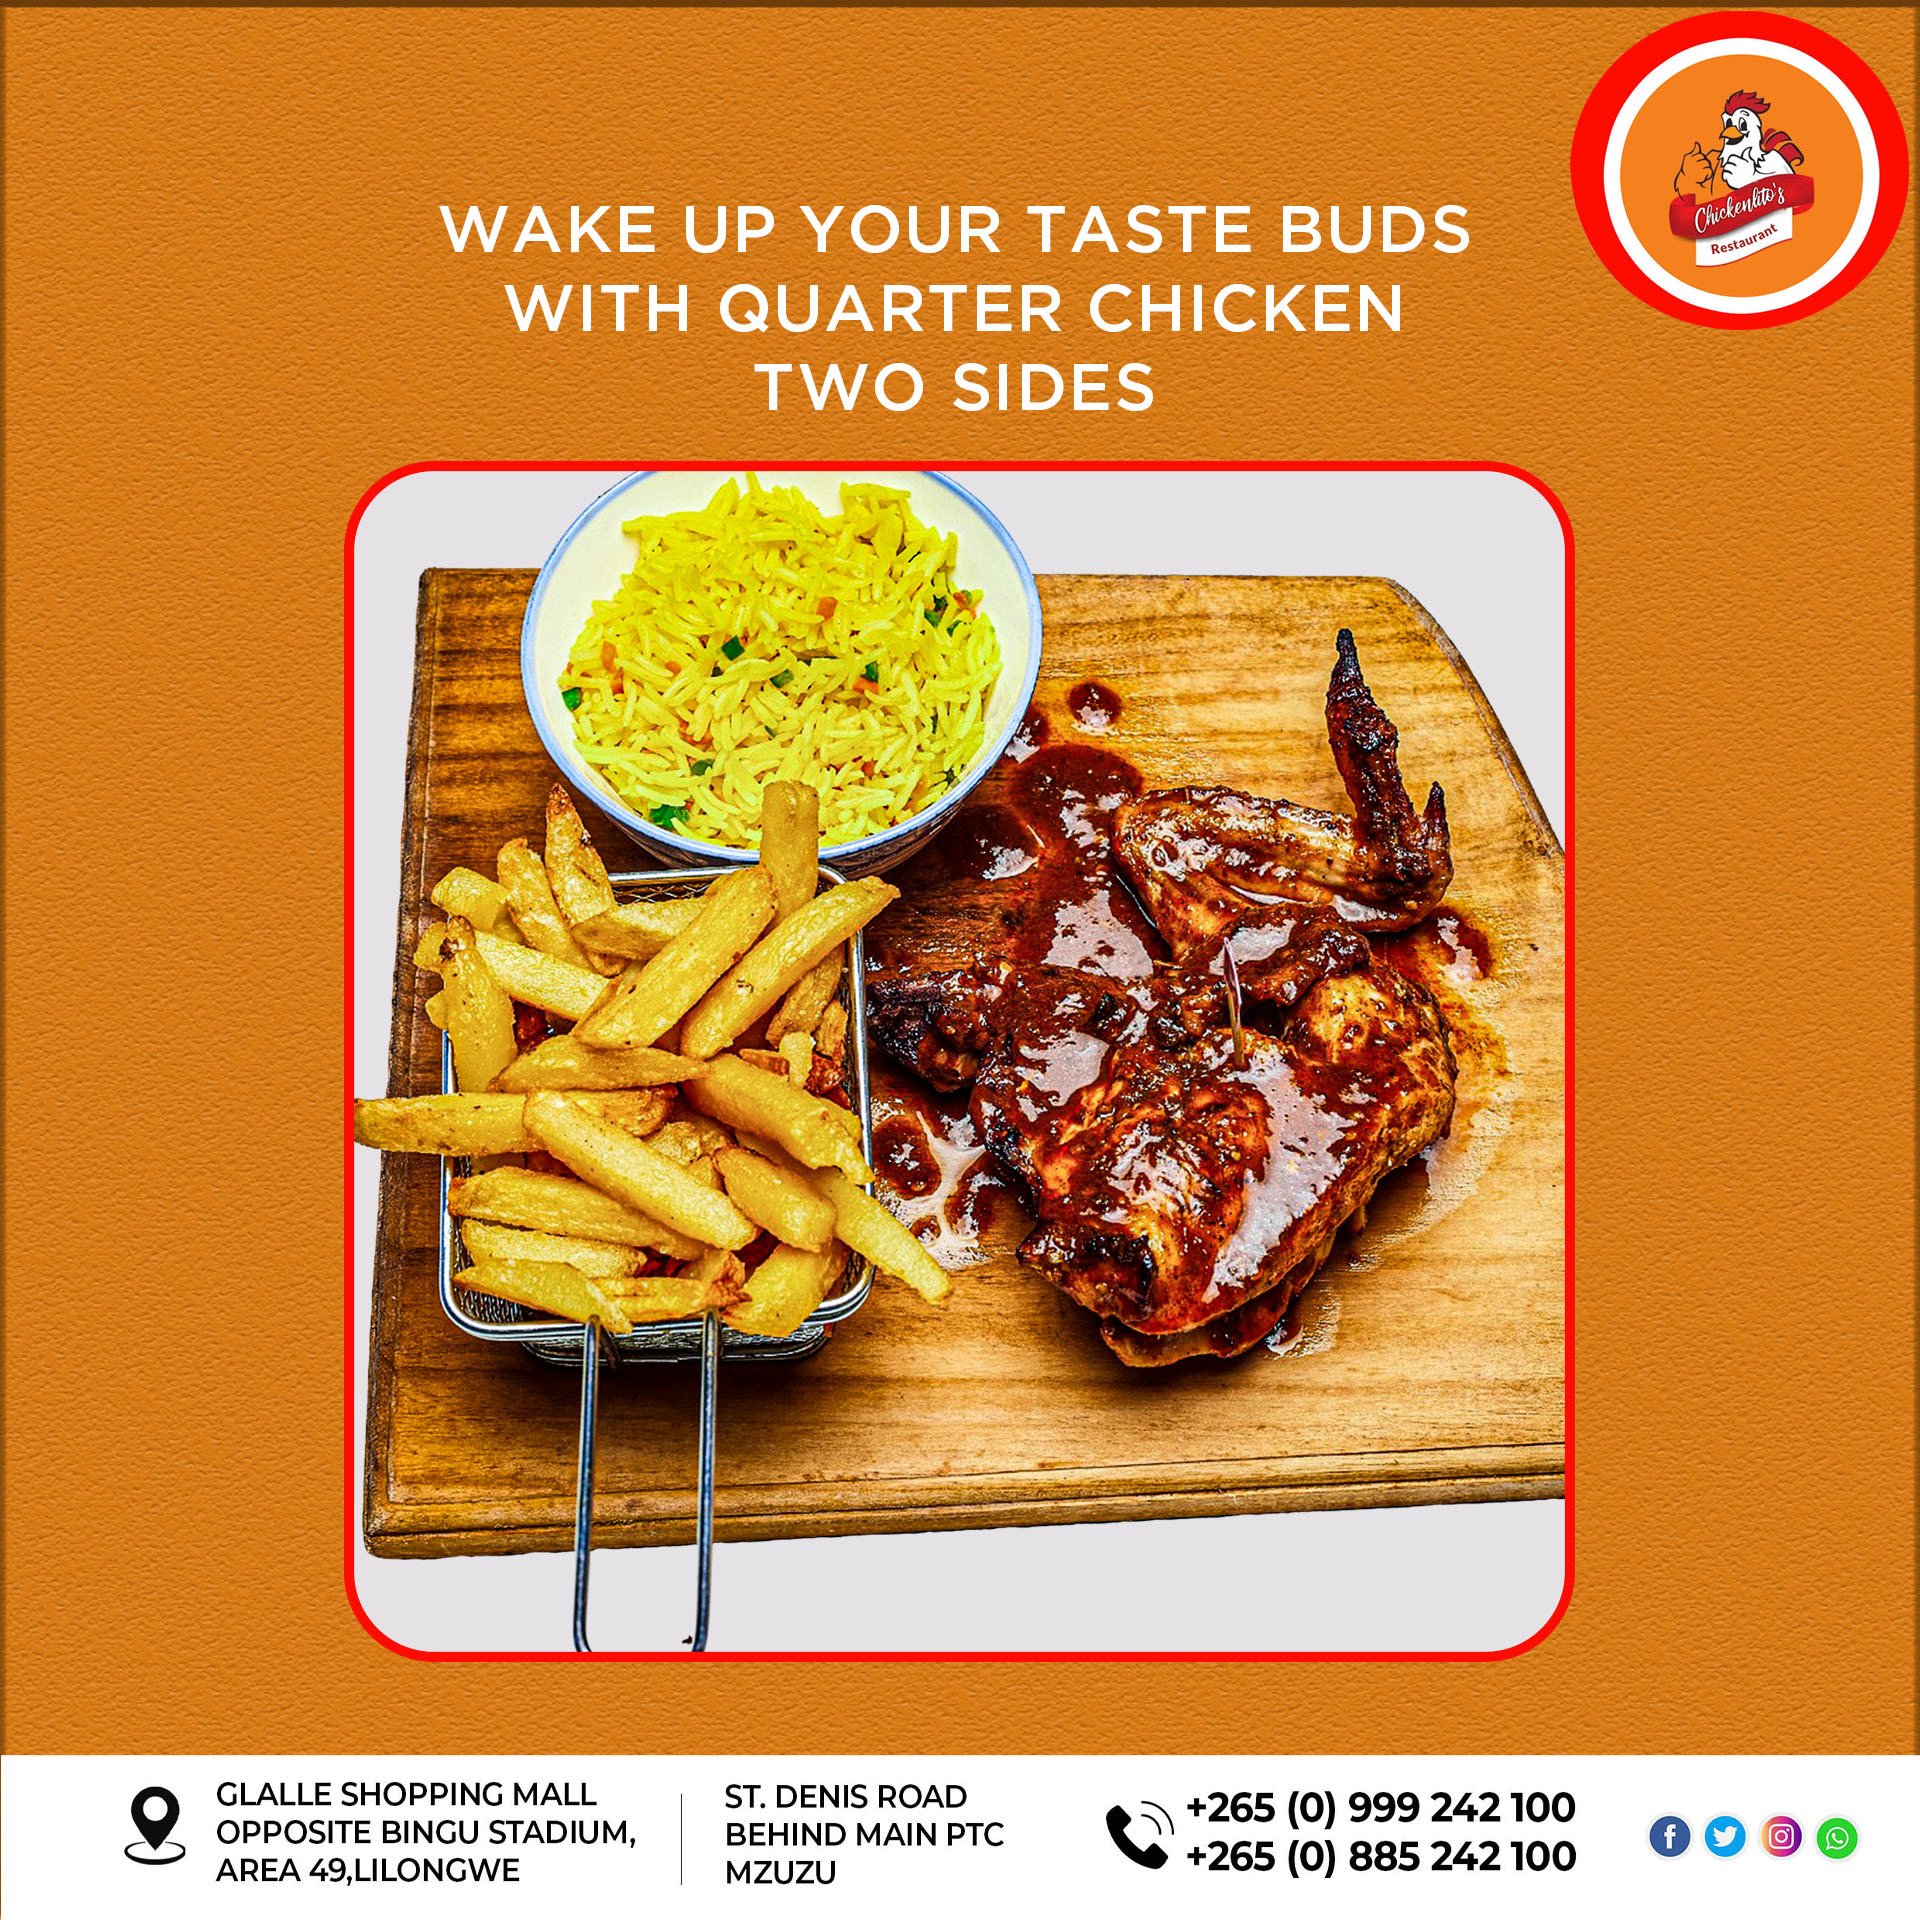 Chickenlito's
Restaurant
WAKE UP YOUR TASTE BUDS
WITH QUARTER CHICKEN
TWO SIDES
GLALLE SHOPPING MALL
OPPOSITE BINGU STADIUM,
AREA 49,LILONGWE
ST. DENIS ROAD
BEHIND MAIN PTC
MZUZU
+265 (0) 999 242 100
+265 (0) 885 242 100